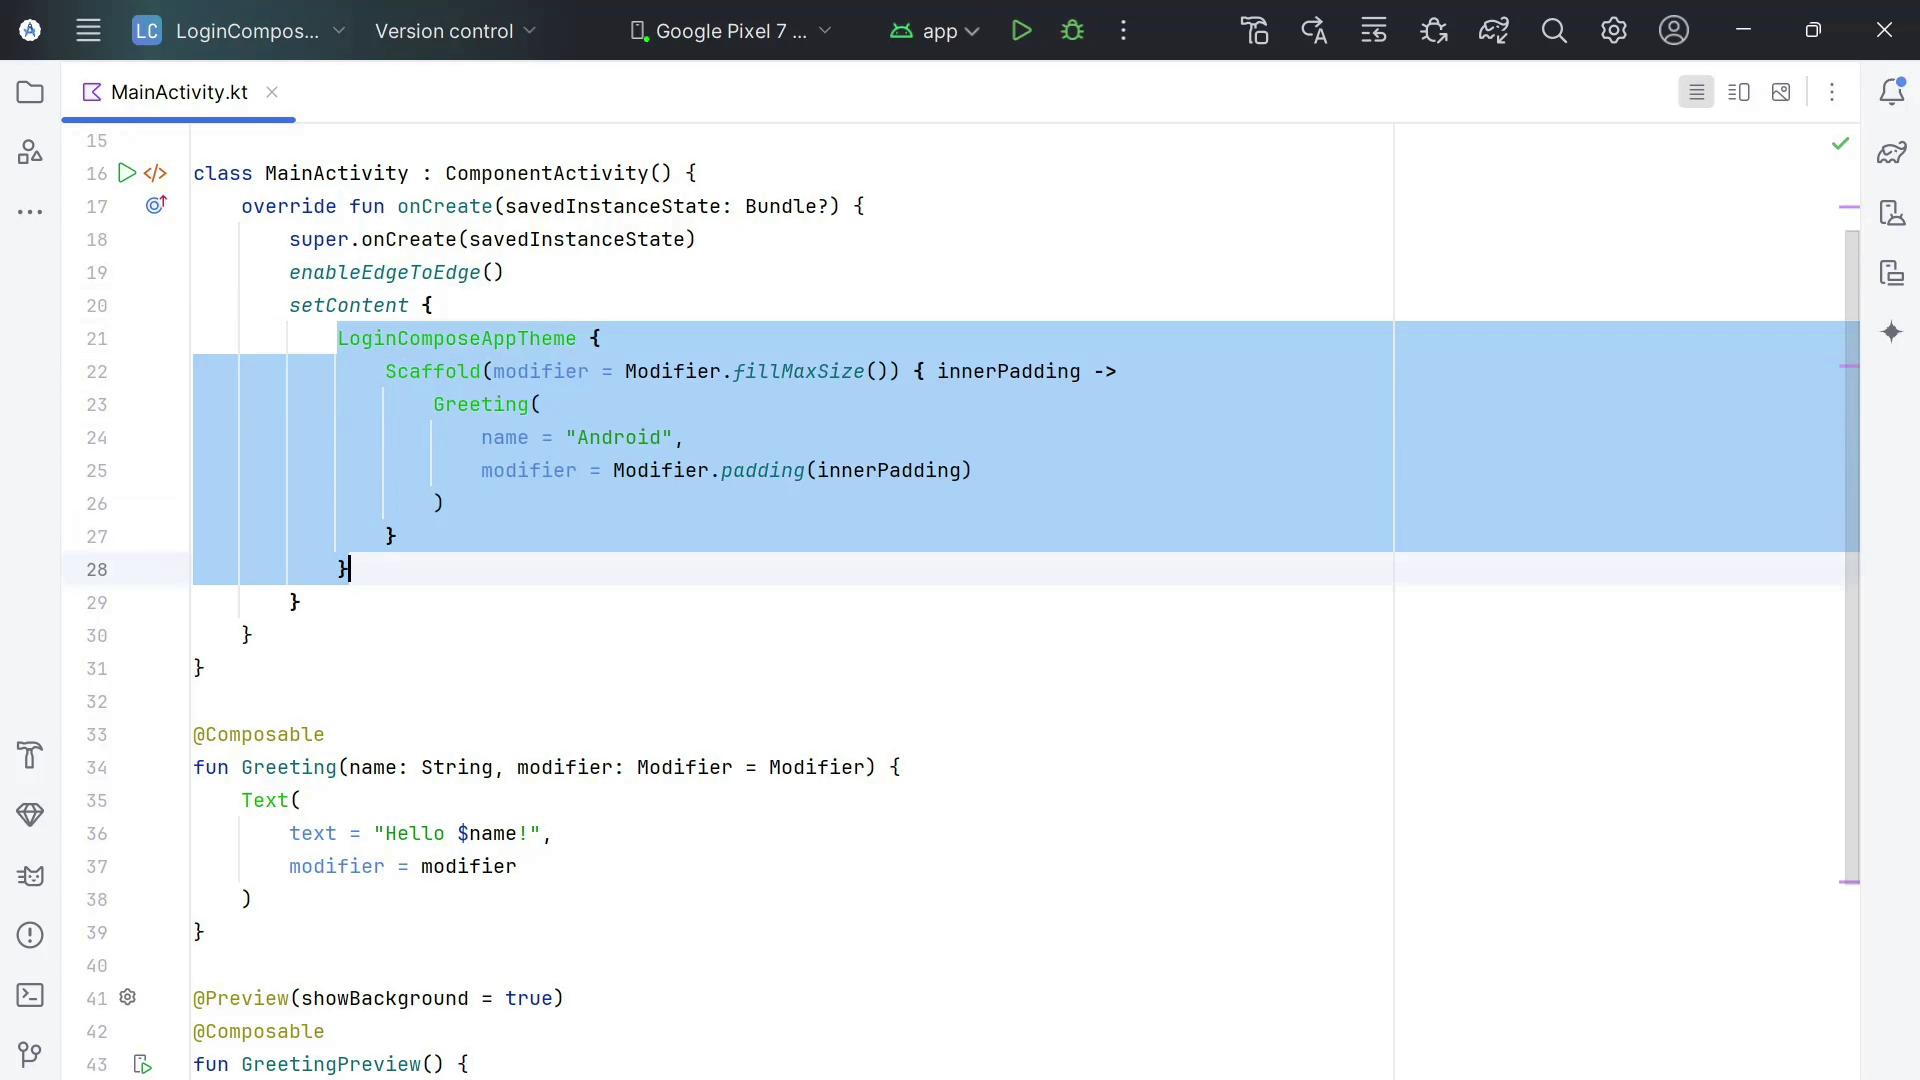 LC LoginCompos... Version control Google Pixel 7 ... app
MainActivity.kt
15
16 class MainActivity : ComponentActivity() {
17 override fun onCreate(savedInstanceState: Bundle?) {
18 super.onCreate(savedInstanceState)
19 enableEdgeToEdge()
20 setContent {
21 LoginComposeAppTheme {
22 Scaffold(modifier = Modifier.fillMaxSize()) { innerPadding ->
23 Greeting(
24 name = "Android",
25 modifier = Modifier.padding(innerPadding)
26 )
27 }
28 }
29 }
30 }
31 }
32
33 @Composable
34 fun Greeting(name: String, modifier: Modifier = Modifier) {
35 Text(
36 text = "Hello $name!",
37 modifier = modifier
38 )
39 }
40
41 @Preview(showBackground = true)
42 @Composable
43 fun GreetingPreview() {